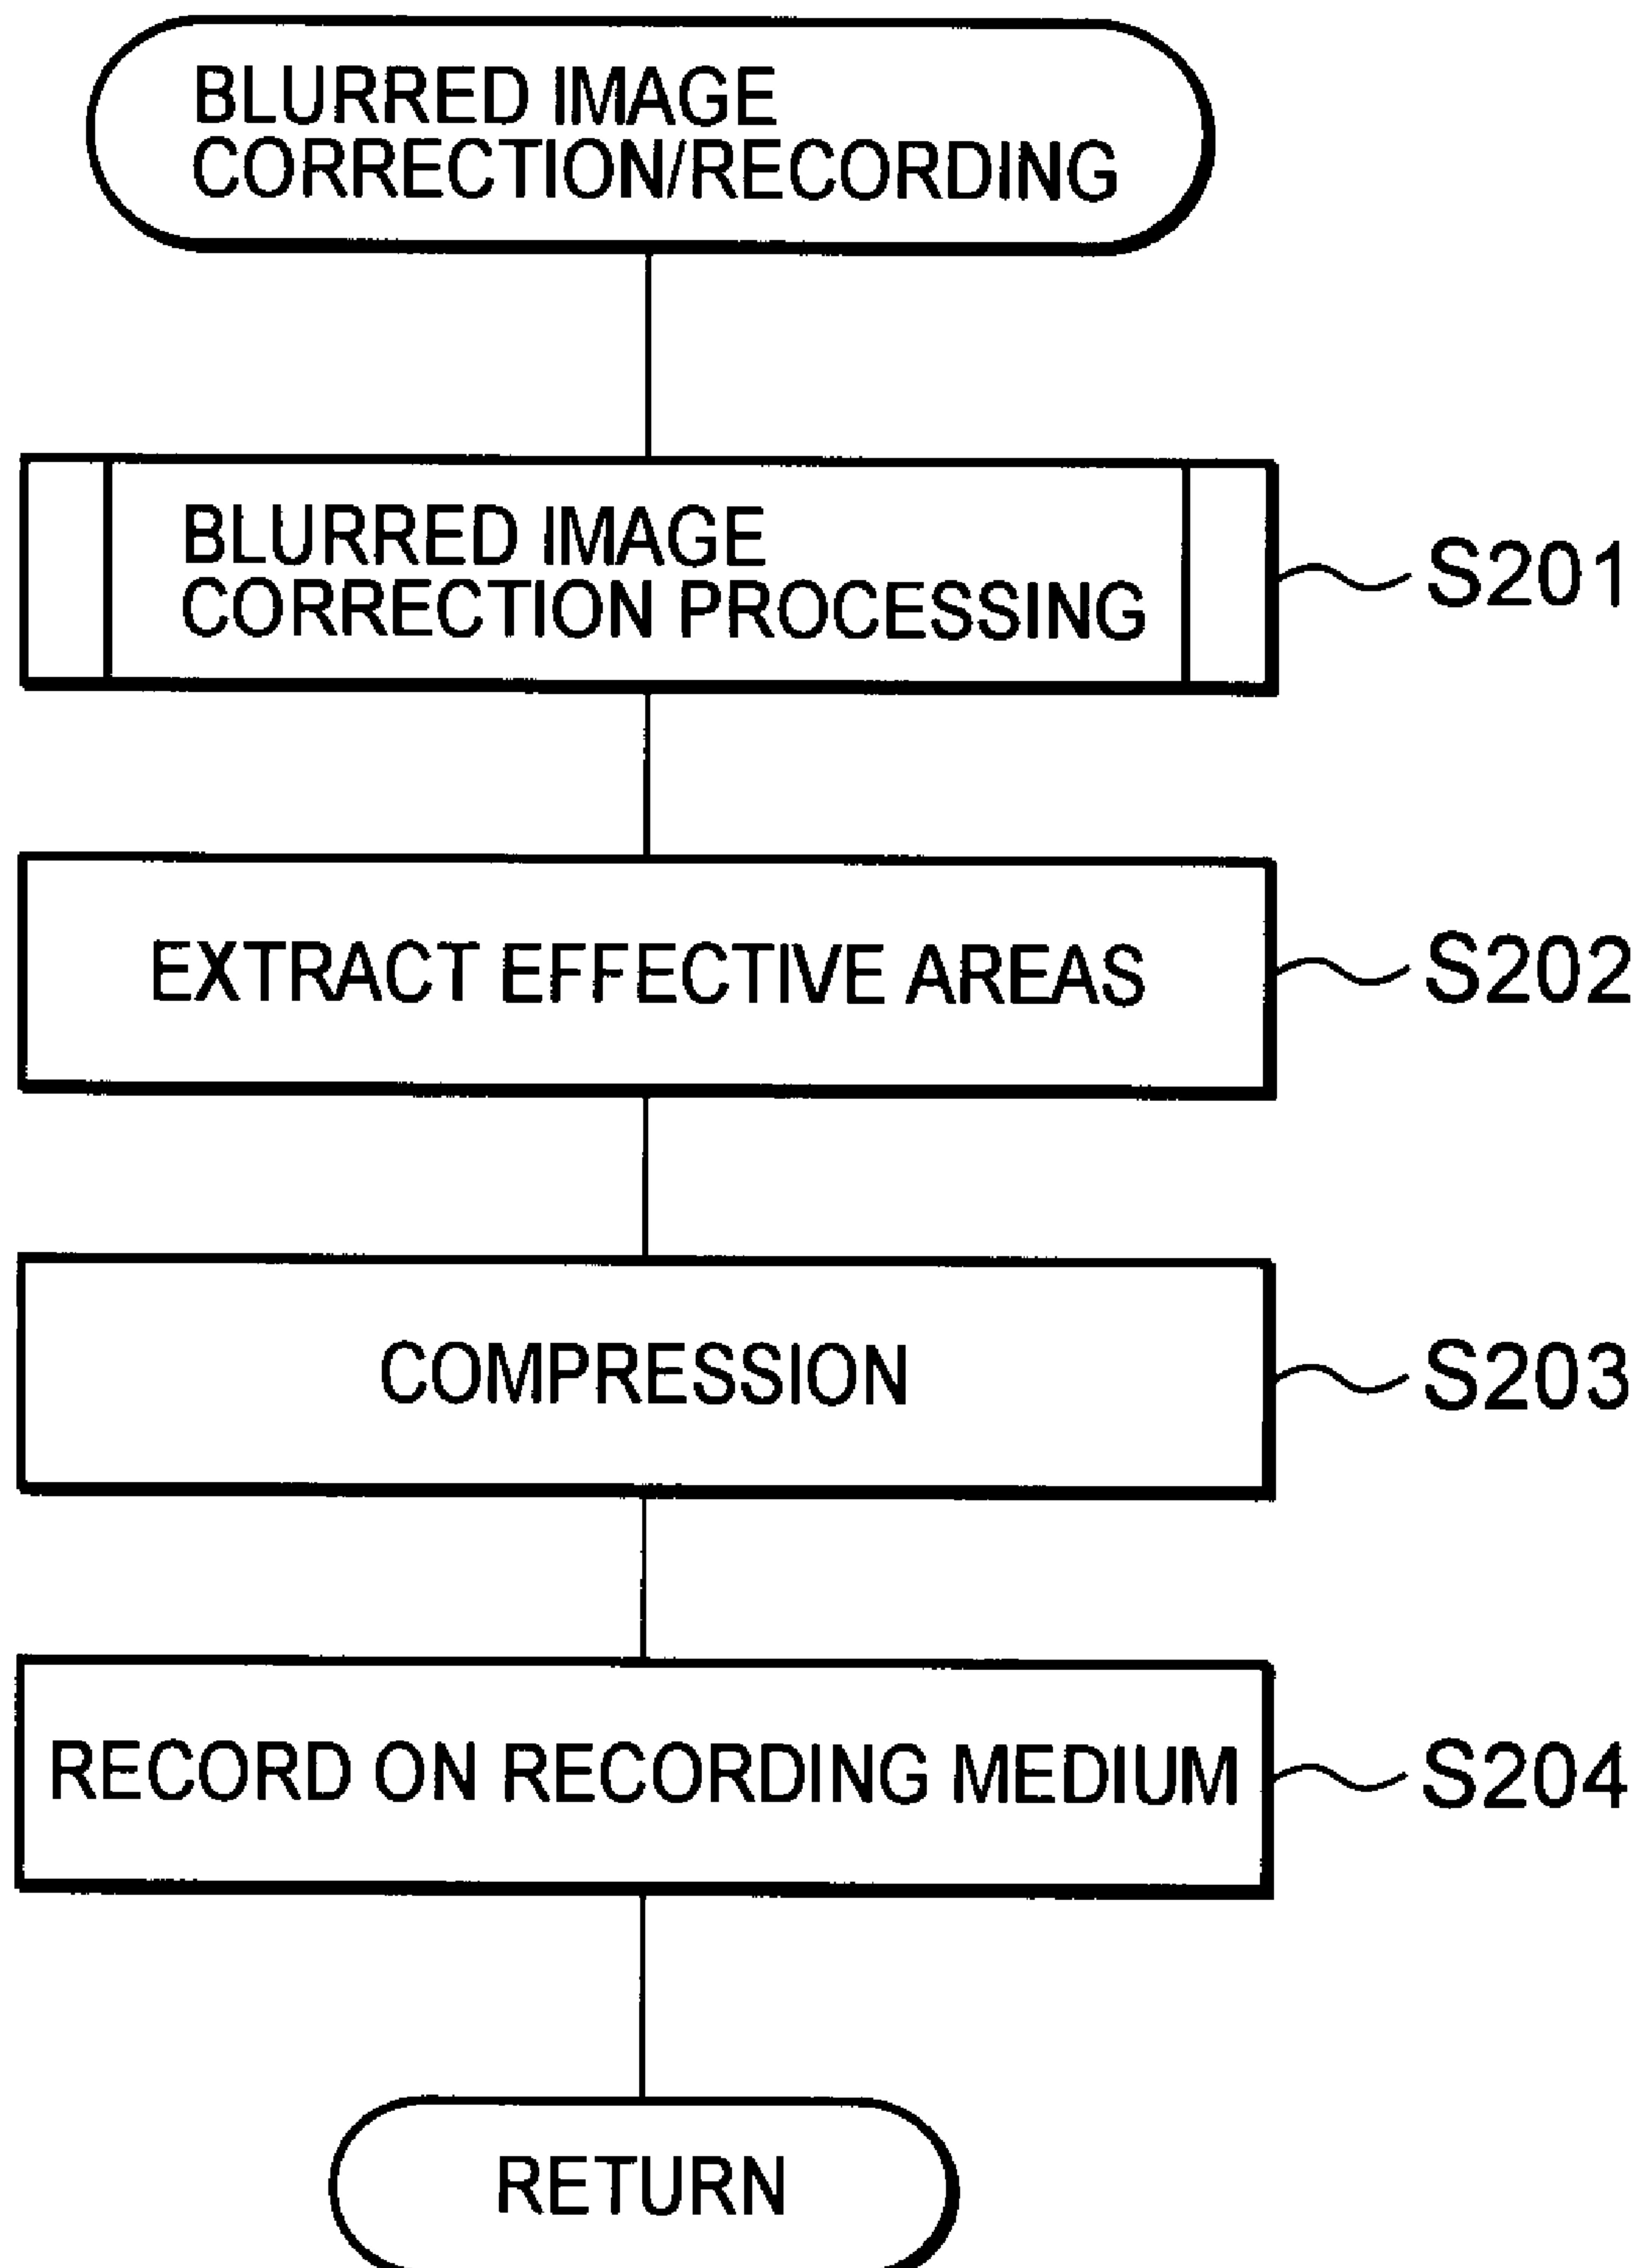 BLURRED IMAGE
CORRECTION/RECORDING
BLURRED IMAGE
CORRECTION PROCESSING
S201
EXTRACT EFFECTIVE AREAS
S202
COMPRESSION
S203
RECORD ON RECORDING MEDIUM
S204
RETURN